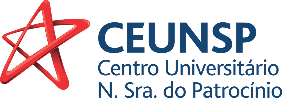 CEUNSP
Centro Universitário
N. Sra. do Patrocínio